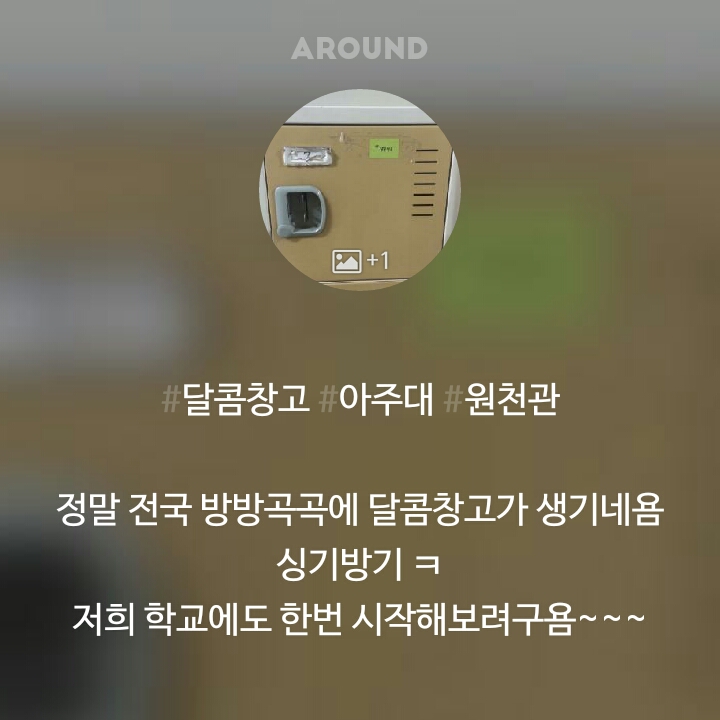 AROUND
+1
#달콤창고 #아주대 #원천관
정말 전국 방방곡곡에 달콤창고가 생기네욤
싱기방기 ㅋ
저희 학교에도 한번 시작해보려구욤~~~